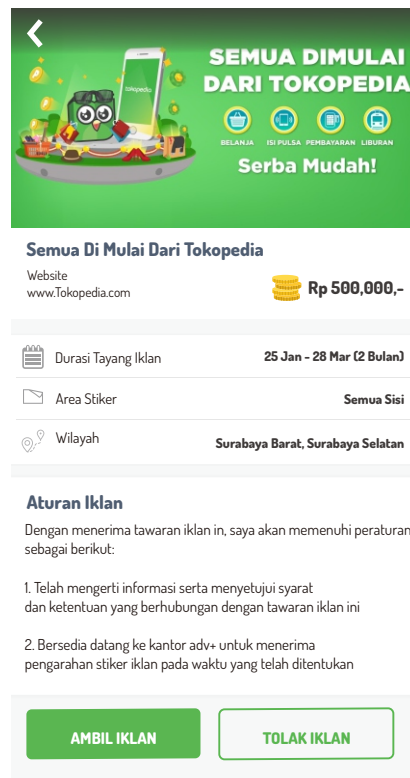 SEMUA DIMULAI
DARI TOKOPEDIA
tokopedia
BELANJA ISI PULSA PEMBAYARAN LIBURAN
Serba Mudah!
Semua Di Mulai Dari Tokopedia
Website
www.Tokopedia.com
Rp 500,000,-
Durasi Tayang Iklan 25 Jan - 28 Mar (2 Bulan)
Area Stiker Semua Sisi
Wilayah Surabaya Barat, Surabaya Selatan
Aturan Iklan
Dengan menerima tawaran iklan in, saya akan memenuhi peraturan
sebagai berikut:
1. Telah mengerti informasi serta menyetujui syarat
dan ketentuan yang berhubungan dengan tawaran iklan ini
2. Bersedia datang ke kantor adv+ untuk menerima
pengarahan stiker iklan pada waktu yang telah ditentukan
AMBIL IKLAN TOLAK IKLAN